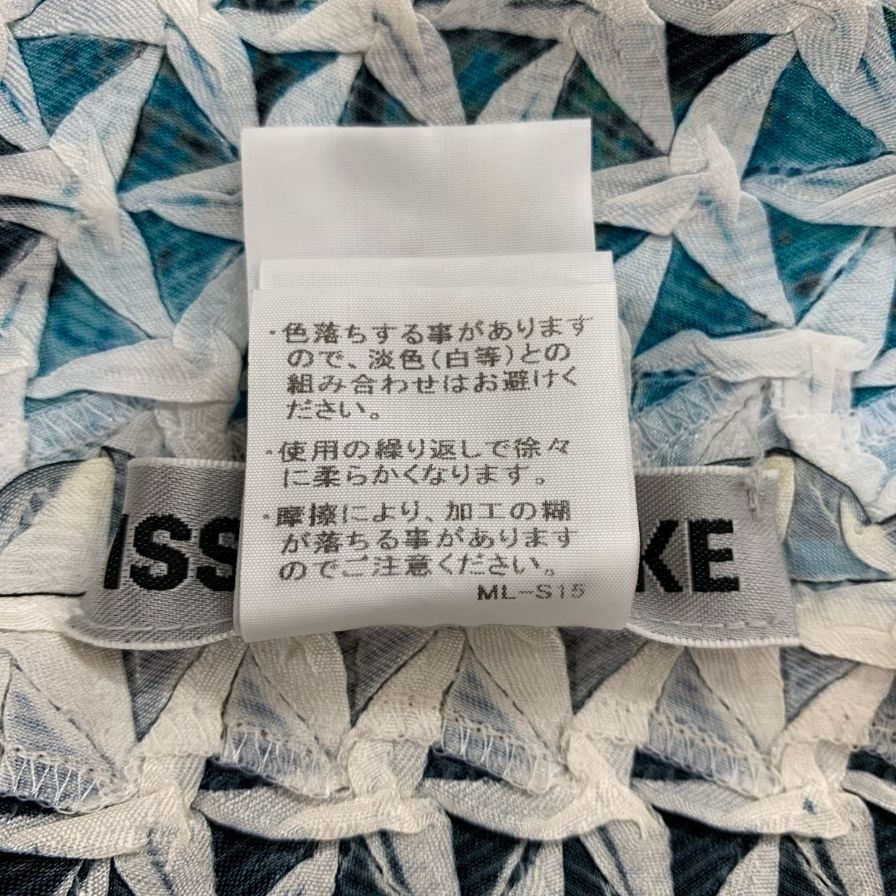 ・色落ちする事があります
ので、淡色(白等)との
組み合わせはお避けく
ださい。
・使用の繰り返しで徐々
に柔らかくなります。
・摩擦により、加工の糊
が落ちる事があります
のでご注意ください。
ML-S15
ISS KE